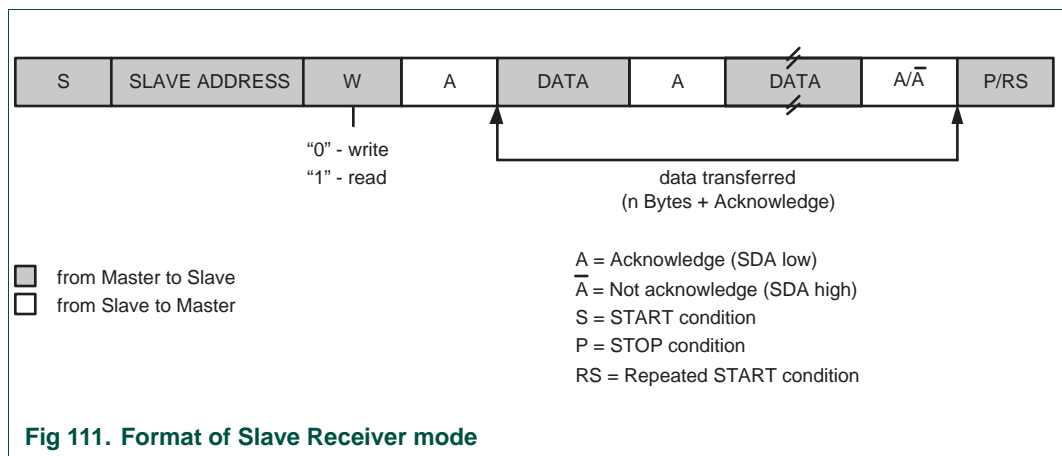 S SLAVE ADDRESS W A DATA A DATA A/A̅ P/RS
“0” - write
“1” - read
data transferred
(n Bytes + Acknowledge)
from Master to Slave
from Slave to Master
A = Acknowledge (SDA low)
A̅ = Not acknowledge (SDA high)
S = START condition
P = STOP condition
RS = Repeated START condition
Fig 111. Format of Slave Receiver mode